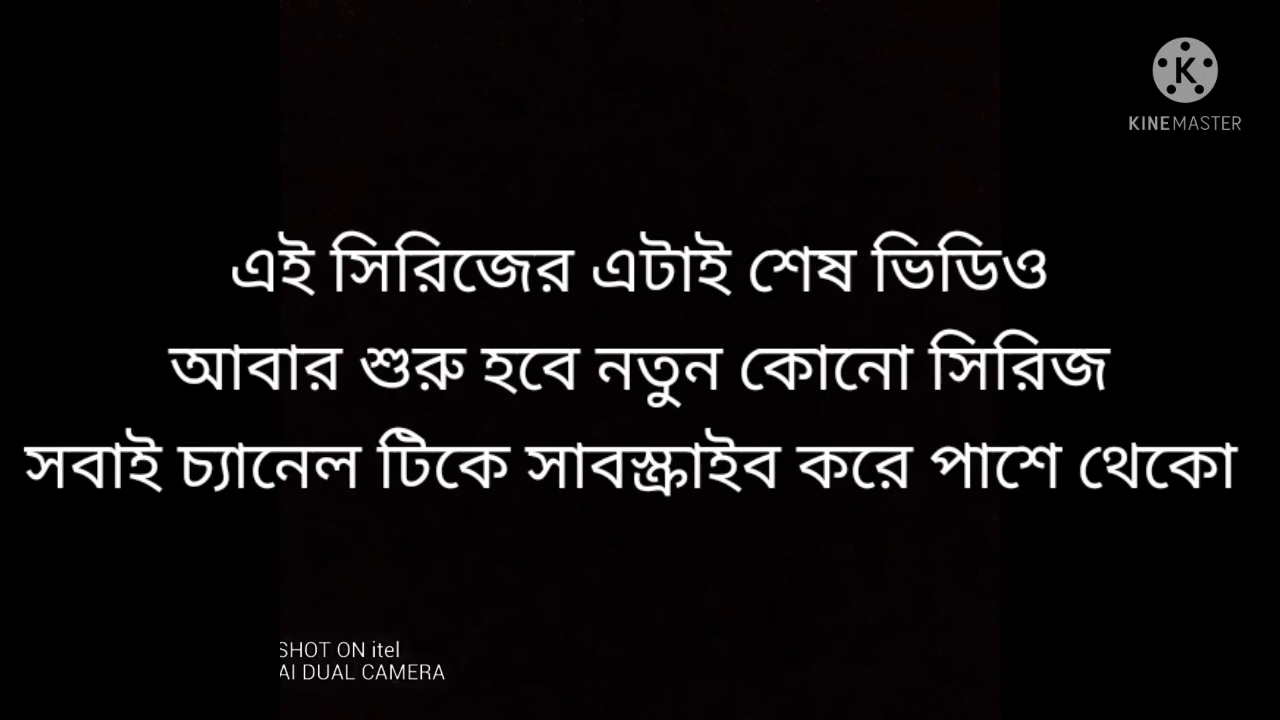 KINEMASTER
এই সিরিজের এটাই শেষ ভিডিও
আবার শুরু হবে নতুন কোনো সিরিজ
সবাই চ্যানেল টিকে সাবস্ক্রাইব করে পাশে থেকো
SHOT ON itel
AI DUAL CAMERA